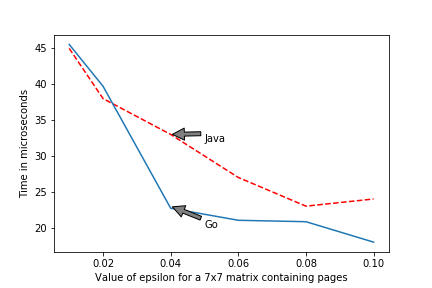 45
40
35
30
25
20
Time in microseconds
Java
Go
0.02 0.04 0.06 0.08 0.10
Value of epsilon for a 7x7 matrix containing pages